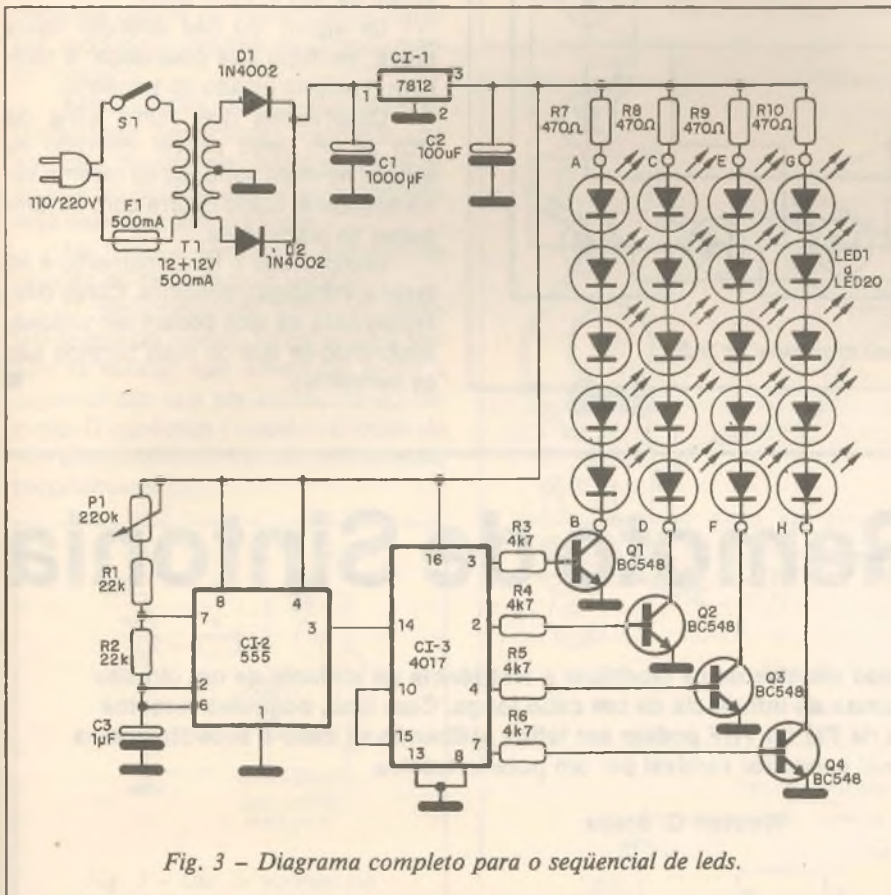 D1
1N4002
S1
110/220V
F1
500mA
T1
12+12V
500mA
D2
1N4002
CI-1
7812
1
3
2
C1
1000µF
C2
100uF
R7
470Ω
R8
470Ω
R9
470Ω
R10
470Ω
A
C
E
G
LED1
a
LED20
B
D
F
H
P1
220k
R1
22k
R2
22k
C3
1µF
7
2
6
8
4
3
CI-2
555
16
14
10
15
13
8
3
2
4
7
CI-3
4017
R3
4k7
R4
4k7
R5
4k7
R6
4k7
Q1
BC548
Q2
BC548
Q3
BC548
Q4
BC548
Fig. 3 – Diagrama completo para o seqüencial de leds.